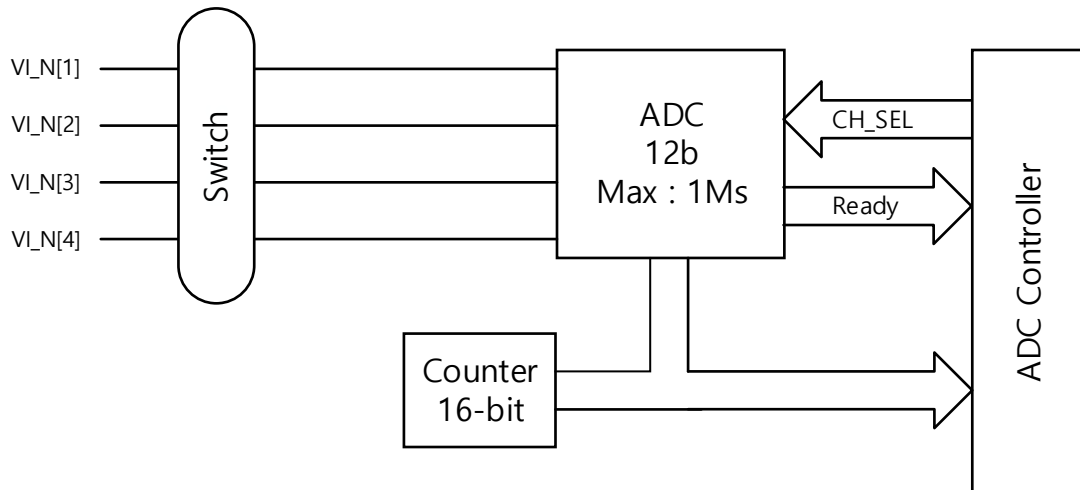 VI_N[1]
VI_N[2]
VI_N[3]
VI_N[4]
Switch
ADC
12b
Max : 1Ms
CH_SEL
Ready
Counter
16-bit
ADC Controller